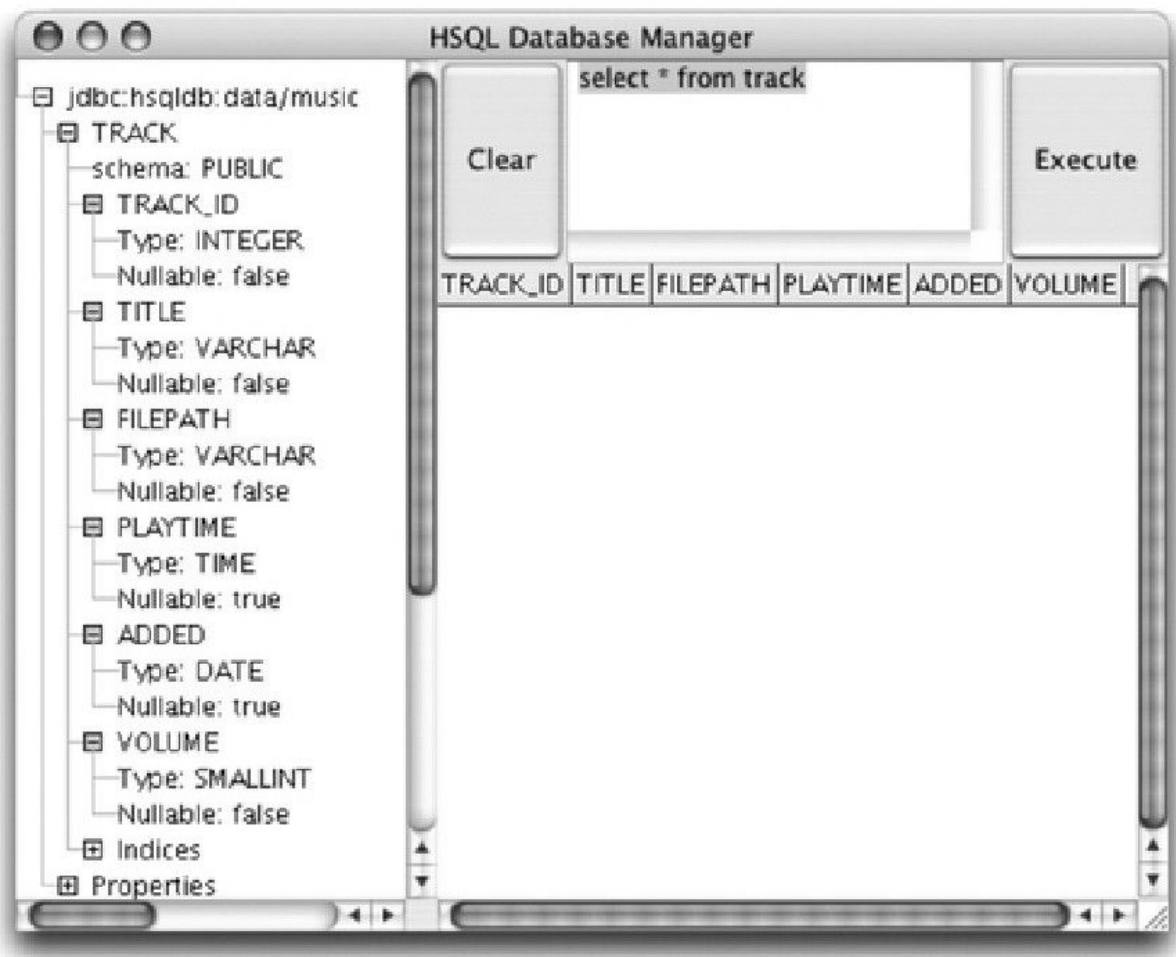 HSQL Database Manager
jdbc:hsqldb:data/music
TRACK
schema: PUBLIC
TRACK_ID
Type: INTEGER
Nullable: false
TITLE
Type: VARCHAR
Nullable: false
FILEPATH
Type: VARCHAR
Nullable: false
PLAYTIME
Type: TIME
Nullable: true
ADDED
Type: DATE
Nullable: true
VOLUME
Type: SMALLINT
Nullable: false
Indices
Properties
Clear
select * from track
Execute
TRACK_ID TITLE FILEPATH PLAYTIME ADDED VOLUME